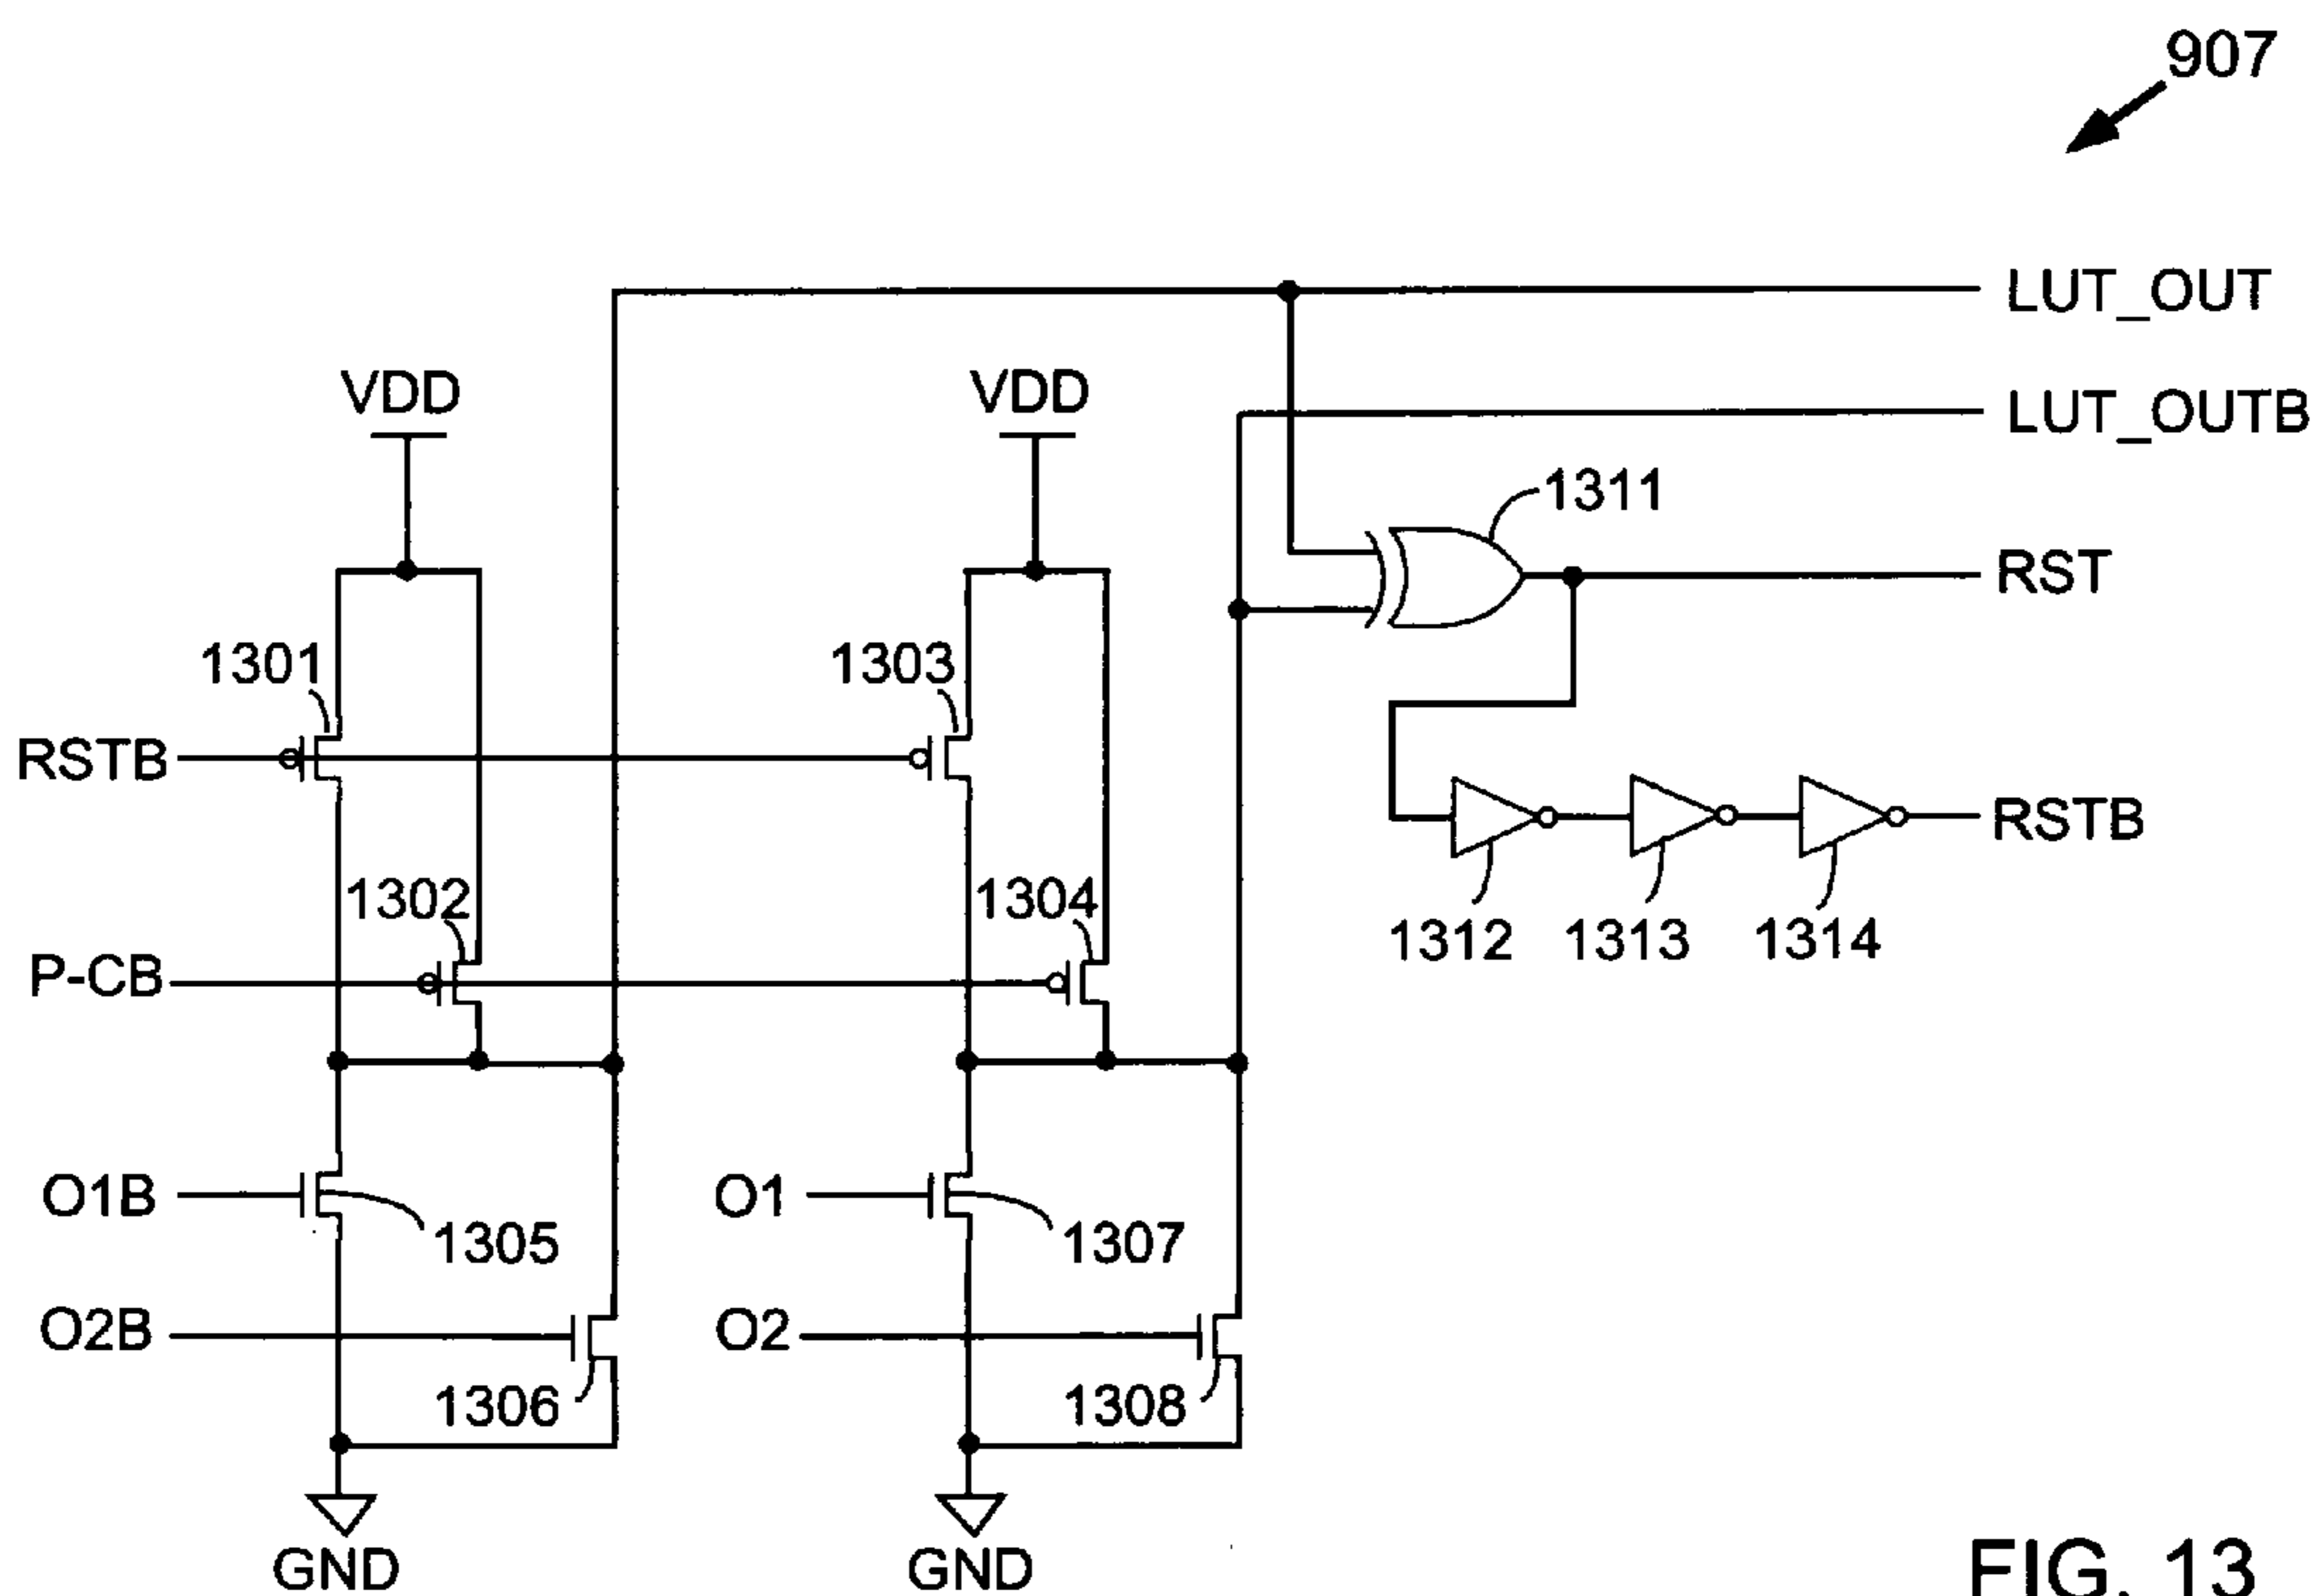 907
LUT_OUT
VDD
VDD
LUT_OUTB
1311
RST
1301
1303
RSTB
RSTB
1302
1304
1312
1313
1314
P-CB
O1B
O1
1305
1307
O2B
O2
1306
1308
GND
GND
FIG. 13